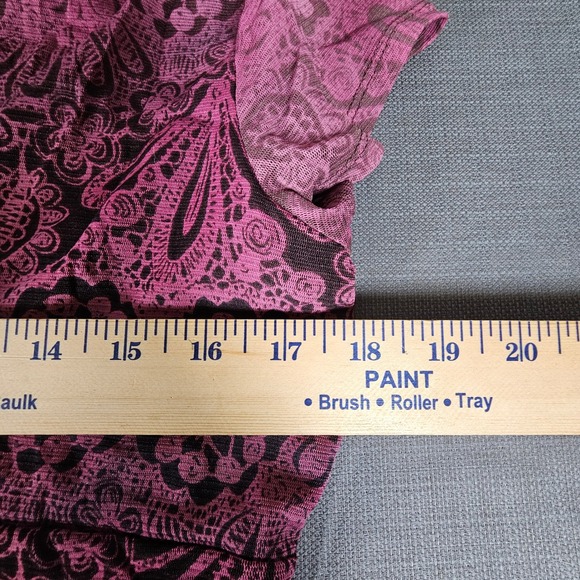 14 15 16 17 18 19 20
PAINT
aulk • Brush • Roller • Tray